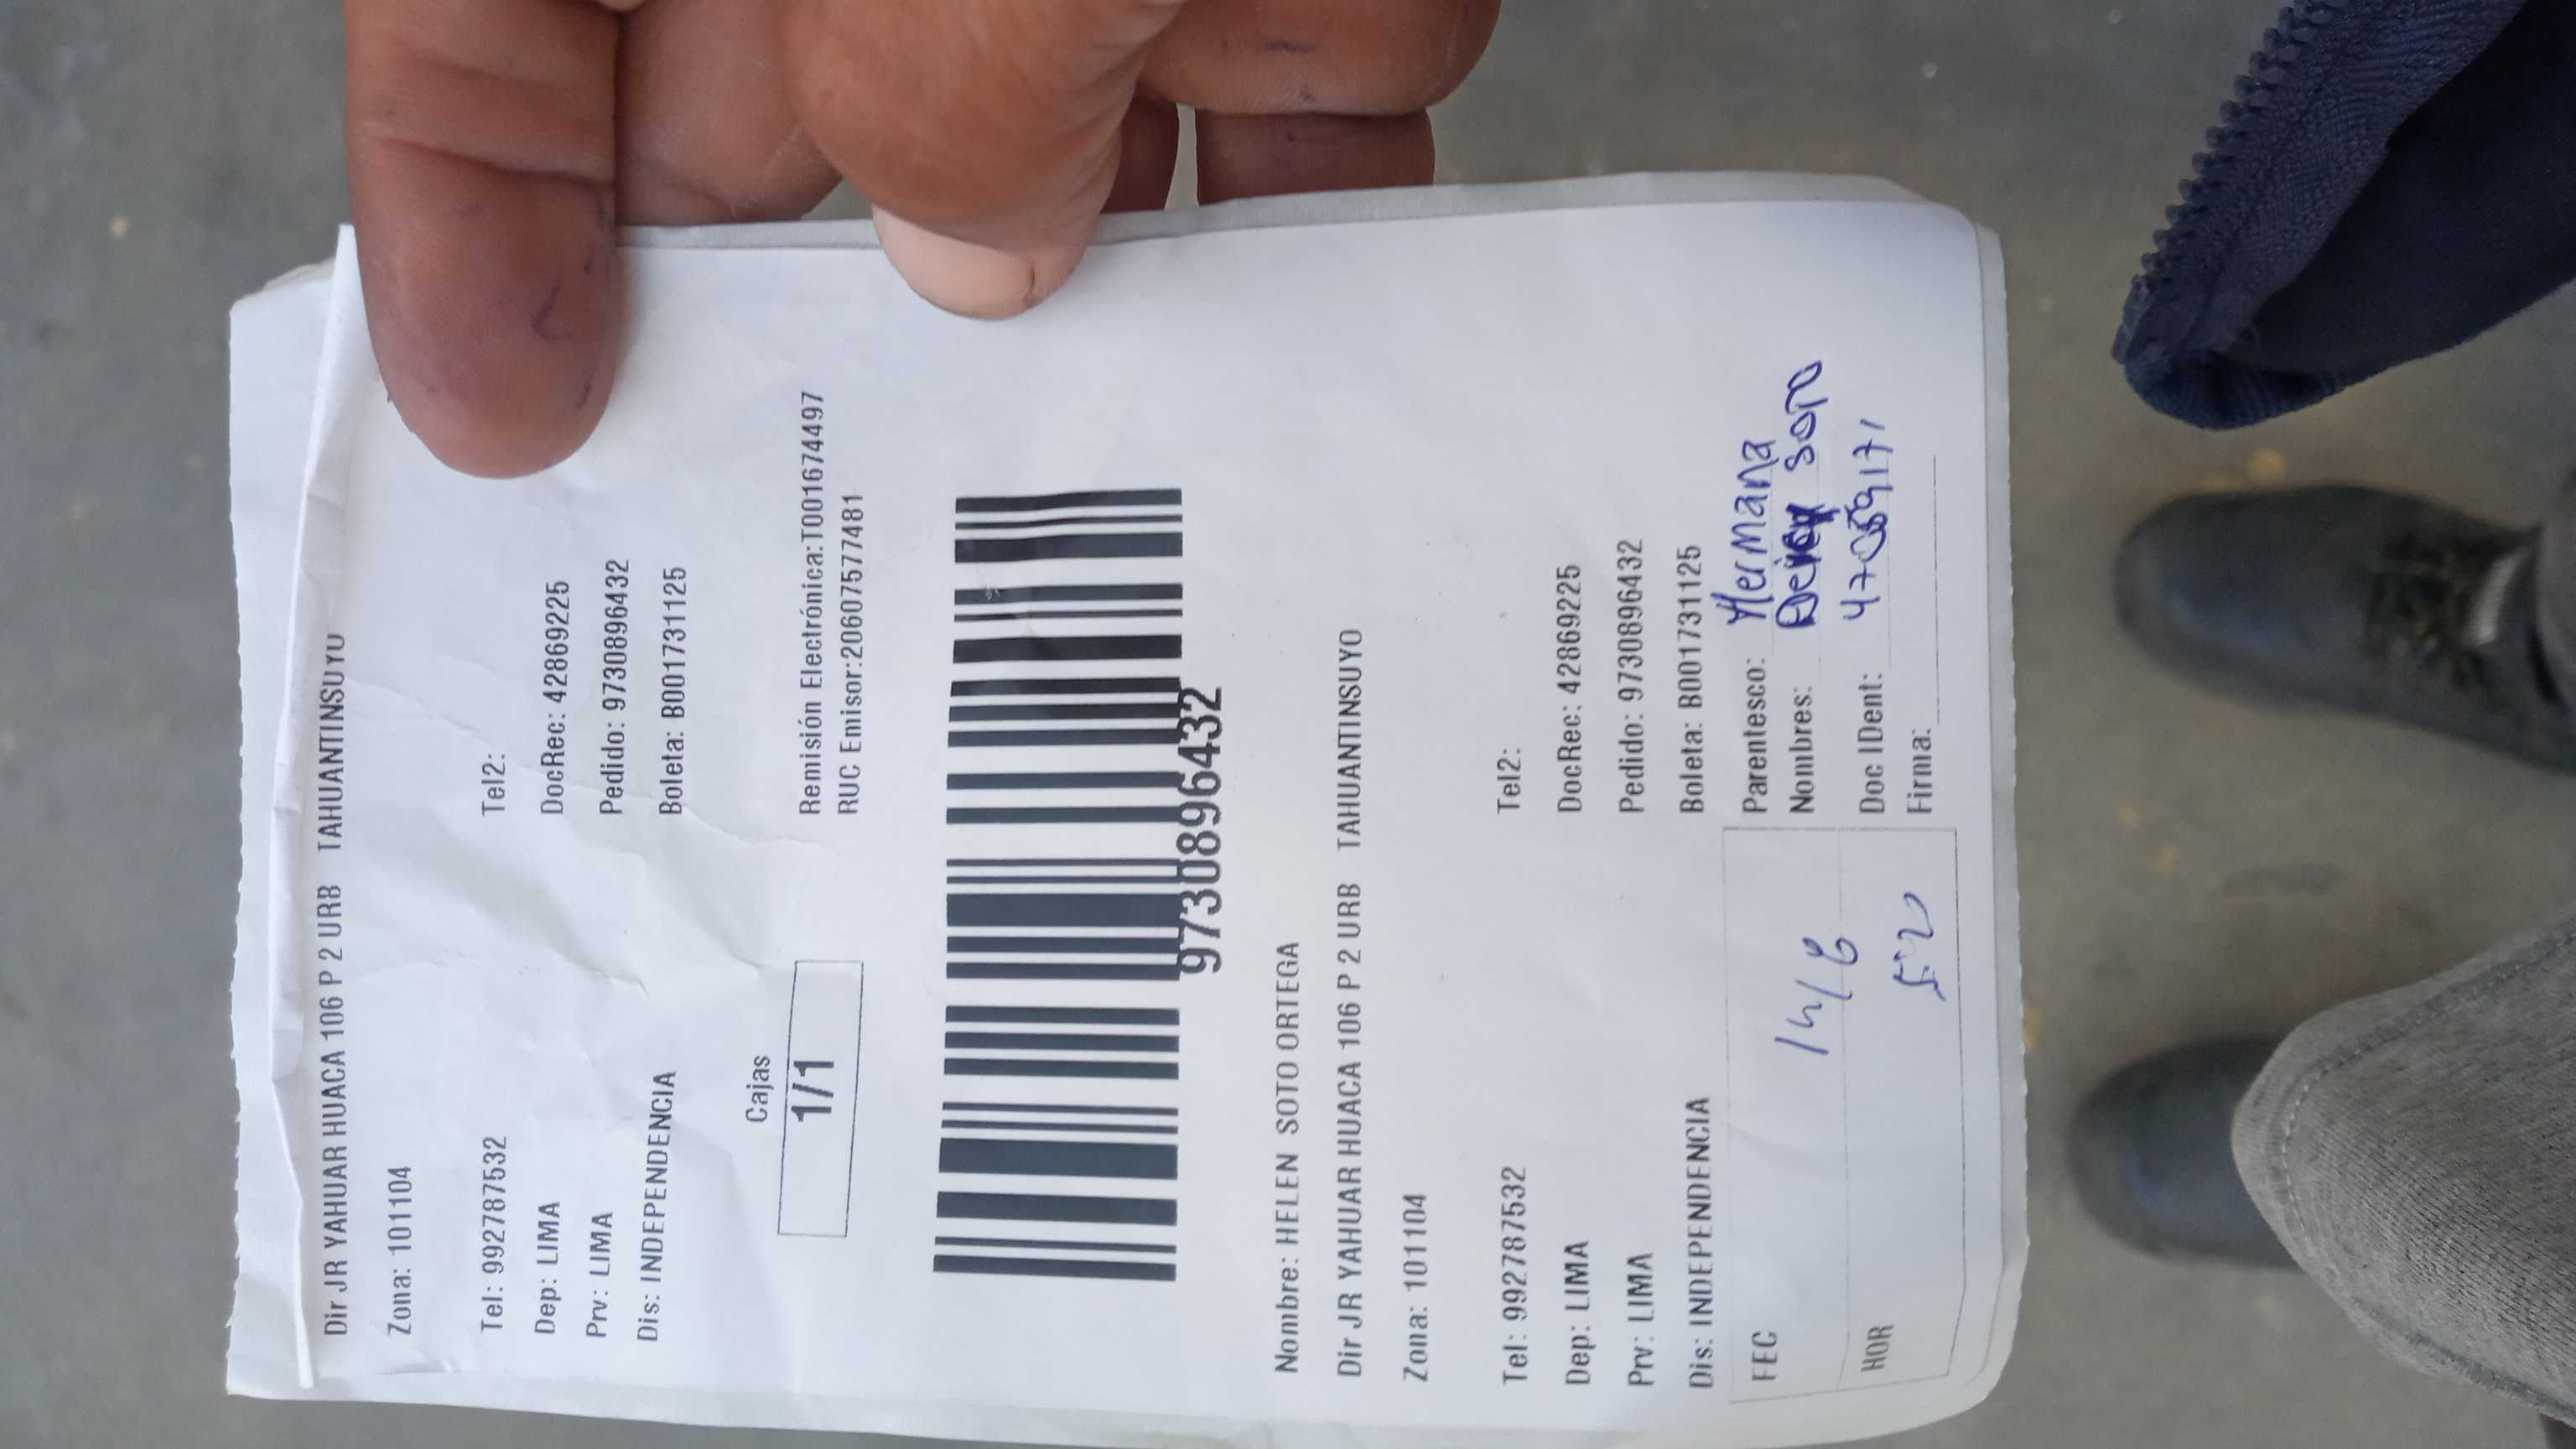 Dir JR YAHUAR HUACA 106 P 2 URB TAHUANTINSUYO
Zona: 101104
Tel: 992787532 Tel2:
Dep: LIMA DocRec: 42869225
Prv: LIMA Pedido: 97308964​32
Dis: INDEPENDENCIA Boleta: B001731125
Cajas
1/1
Remisión Electrónica:T001674497
RUC Emisor:20607577481
9730896432
Nombre: HELEN SOTO ORTEGA
Dir JR YAHUAR HUACA 106 P 2 URB TAHUANTINSUYO
Zona: 101104
Tel: 992787532 Tel2:
Dep: LIMA DocRec: 42869225
Prv: LIMA Pedido: 9730896432
Dis: INDEPENDENCIA Boleta: B001731125
FEC Parentesco: Hermana
Nombres: Soto
HOR Doc IDent:
Firma: